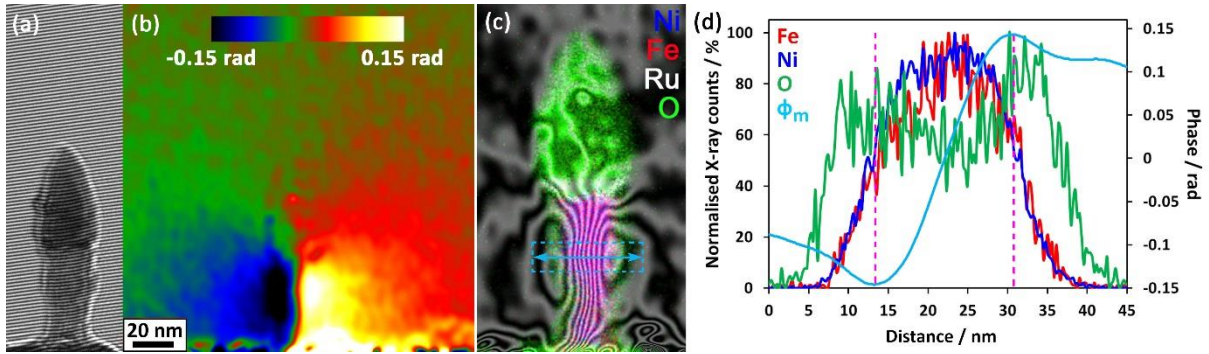 (a)
(b)
-0.15 rad
0.15 rad
20 nm
(c)
Ni
Fe
Ru
O
(d)
Fe
Ni
O
ϕm
Normalised X-ray counts / %
100
80
60
40
20
0
0 5 10 15 20 25 30 35 40 45
Distance / nm
0.15
0.1
0.05
0
-0.05
-0.1
-0.15
Phase / rad